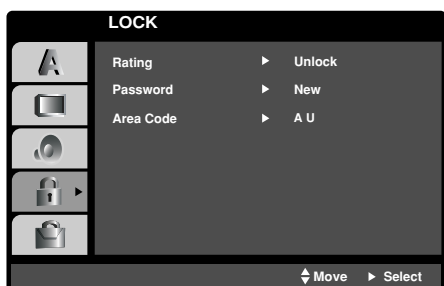 LOCK
A
Rating ► Unlock
Password ► New
Area Code ► A U
Move ► Select